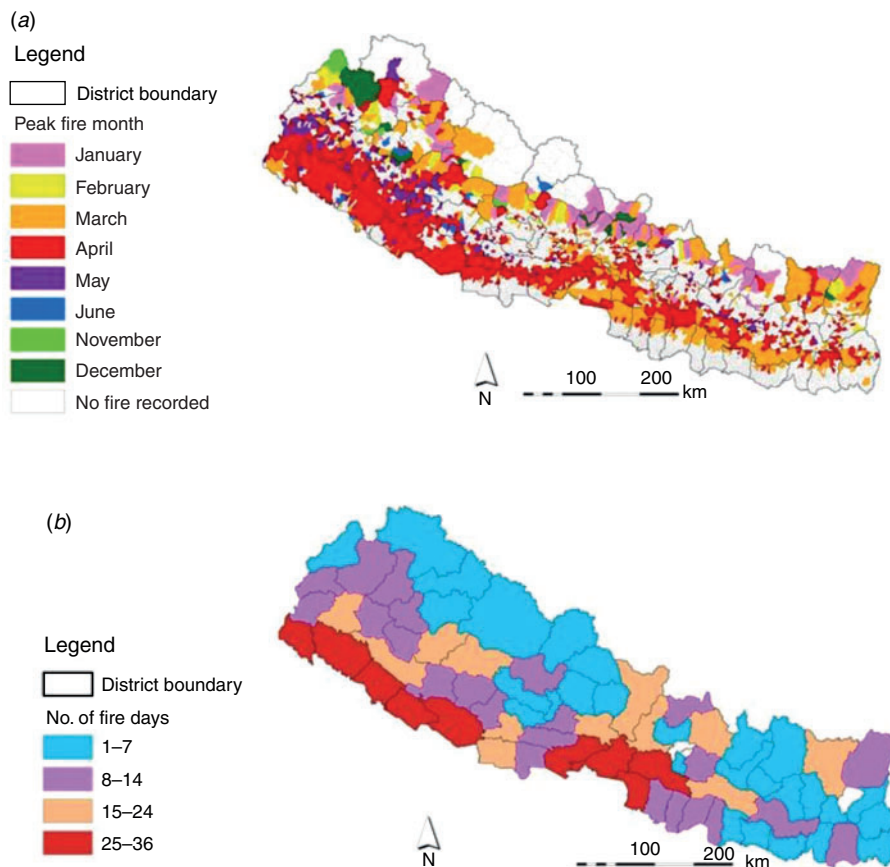 (a)
Legend
District boundary
Peak fire month
January
February
March
April
May
June
November
December
No fire recorded
N
100 200
km
(b)
Legend
District boundary
No. of fire days
1–7
8–14
15–24
25–36
N
100 200
km